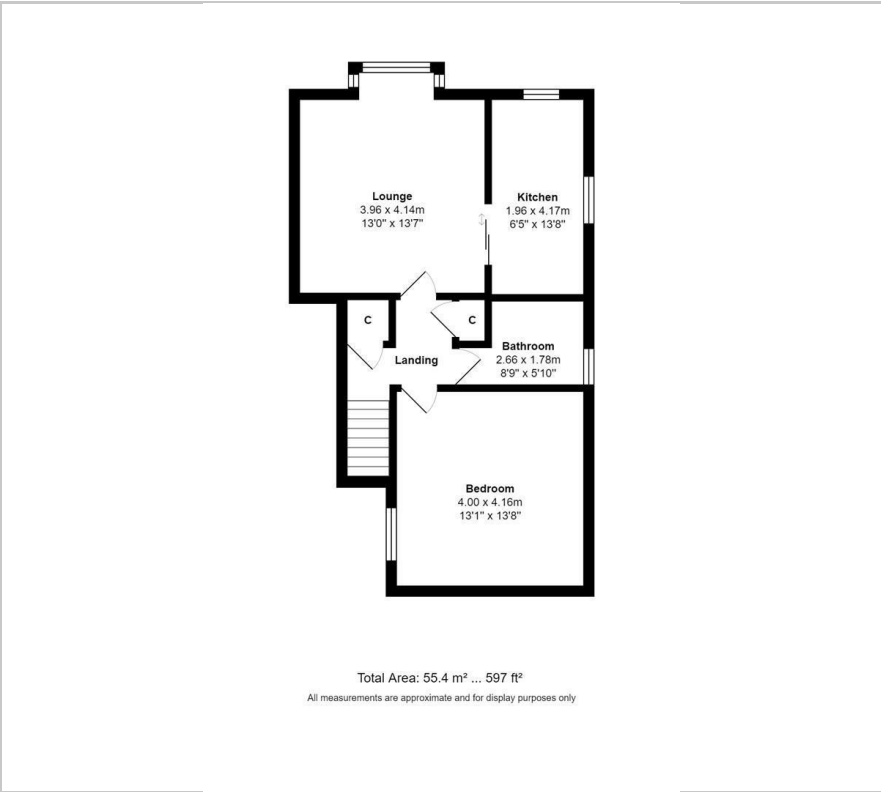 Lounge
3.96 x 4.14m
13'0" x 13'7"
Kitchen
1.96 x 4.17m
6'5" x 13'8"
C
C
Landing
Bathroom
2.66 x 1.78m
8'9" x 5'10"
Bedroom
4.00 x 4.16m
13'1" x 13'8"
Total Area: 55.4 m² ... 597 ft²
All measurements are approximate and for display purposes only